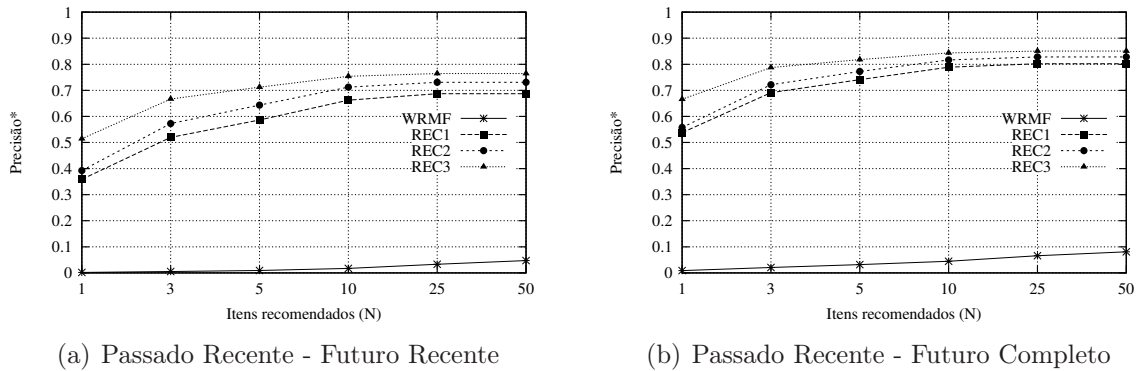 1
0.9
0.8
0.7
0.6
0.5
0.4
0.3
0.2
0.1
0
Precisão*
WRMF
REC1
REC2
REC3
1 3 5 10 25 50
Itens recomendados (N)
(a) Passado Recente - Futuro Recente
1
0.9
0.8
0.7
0.6
0.5
0.4
0.3
0.2
0.1
0
Precisão*
WRMF
REC1
REC2
REC3
1 3 5 10 25 50
Itens recomendados (N)
(b) Passado Recente - Futuro Completo